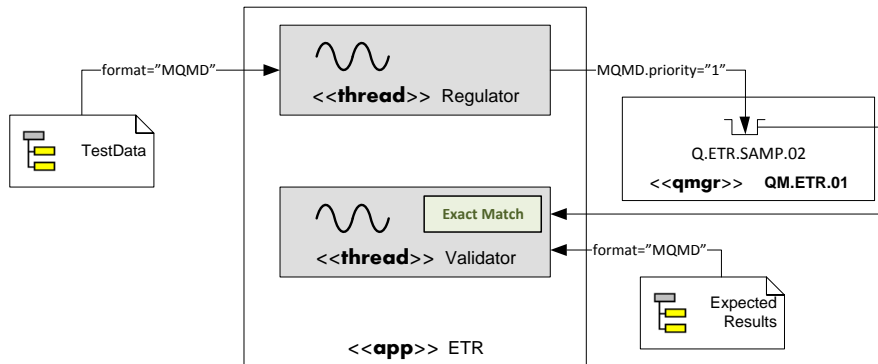 format="MQMD"
<<thread>> Regulator
MQMD.priority="1"
TestData
Q.ETR.SAMP.02
<<qmgr>> QM.ETR.01
Exact Match
<<thread>> Validator
format="MQMD"
Expected
Results
<<app>> ETR